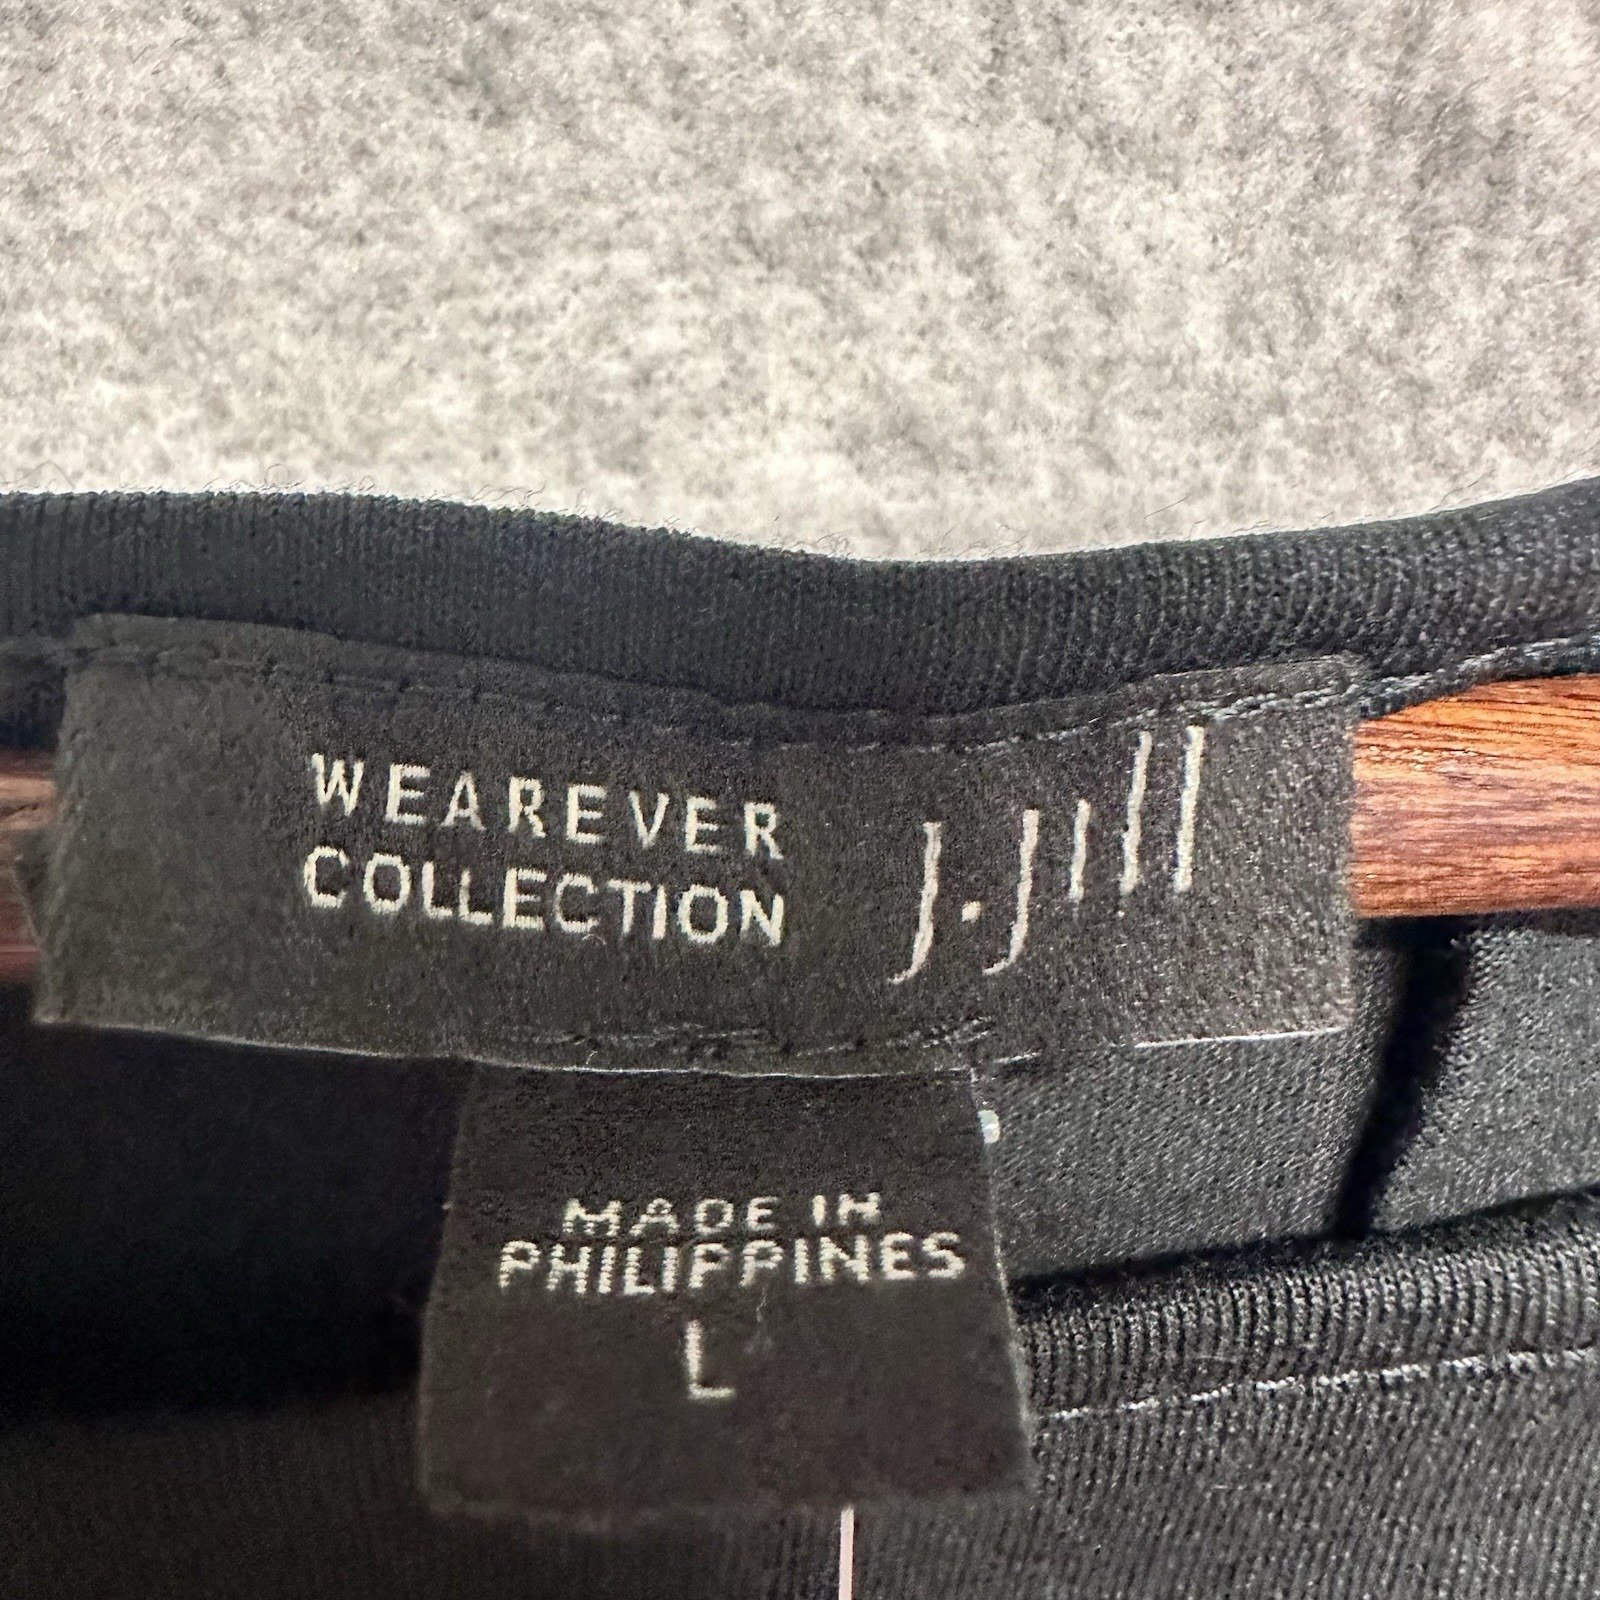 WEAREVER
COLLECTION
J.Jill
MADE IN
PHILIPPINES
L